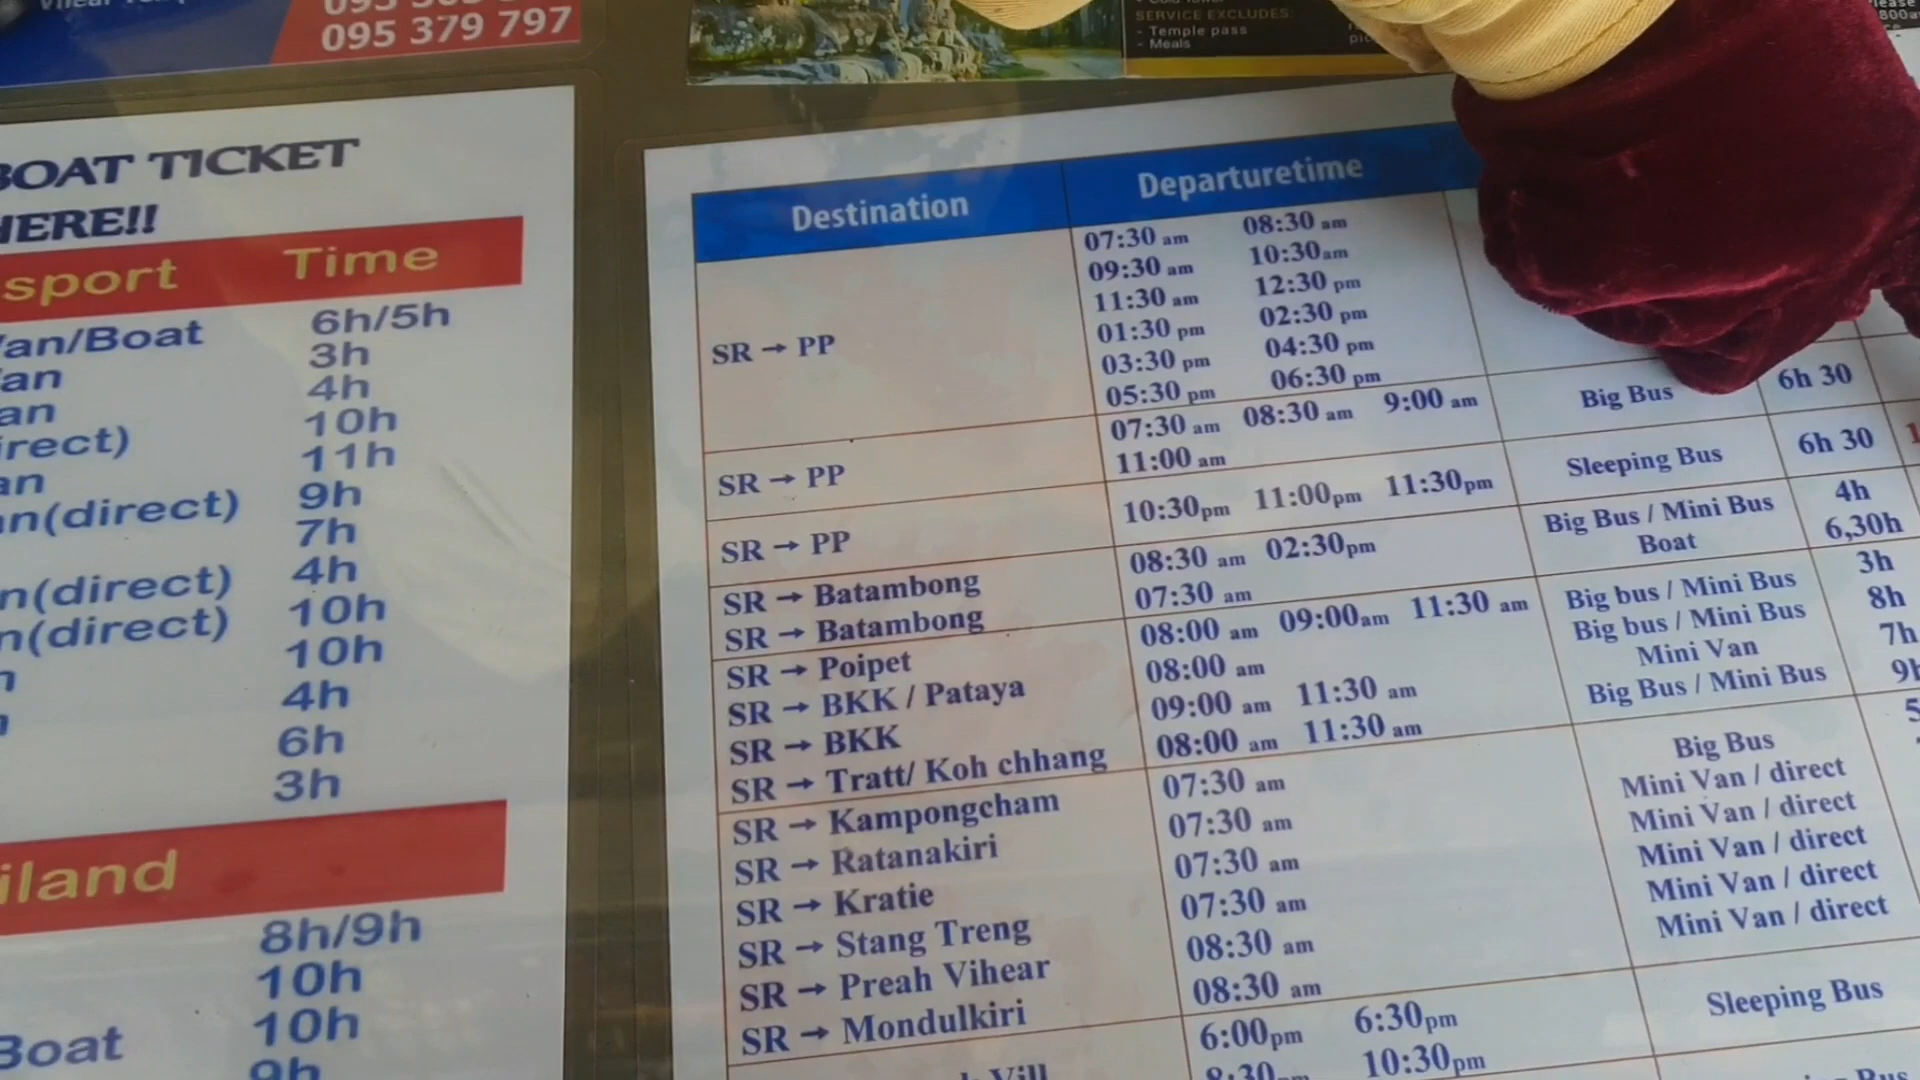 095 379 797
SERVICE EXCLUDES:
- Temple pass
- Meals
BOAT TICKET
HERE!!
sport Time
Van/Boat 6h/5h
an 3h
an 4h
irect) 10h
an 11h
n(direct) 9h
7h
n(direct) 4h
n(direct) 10h
10h
4h
6h
3h
iland
8h/9h
10h
Boat 10h
9h
Destination Departuretime
SR → PP
07:30 am 08:30 am
09:30 am 10:30am
11:30 am 12:30 pm
01:30 pm 02:30 pm
03:30 pm 04:30 pm
05:30 pm 06:30 pm
SR → PP 07:30 am 08:30 am 9:00 am Big Bus 6h 30
11:00 am
SR → PP 10:30pm 11:00pm 11:30pm Sleeping Bus 6h 30
SR → Batambong 08:30 am 02:30pm Big Bus / Mini Bus 4h
SR → Batambong 07:30 am Boat 6,30h
SR → Poipet 08:00 am 09:00am 11:30 am Big bus / Mini Bus 3h
SR → BKK / Pataya 08:00 am Big bus / Mini Bus 8h
SR → BKK 09:00 am 11:30 am Mini Van 7h
SR → Tratt/ Koh chhang 08:00 am 11:30 am Big Bus / Mini Bus 9h
SR → Kampongcham 07:30 am Big Bus
SR → Ratanakiri 07:30 am Mini Van / direct
SR → Kratie 07:30 am Mini Van / direct
SR → Stang Treng 07:30 am Mini Van / direct
SR → Preah Vihear 08:30 am Mini Van / direct
SR → Mondulkiri 08:30 am Mini Van / direct
6:00pm 6:30pm Sleeping Bus
Vill 8:30pm 10:30pm